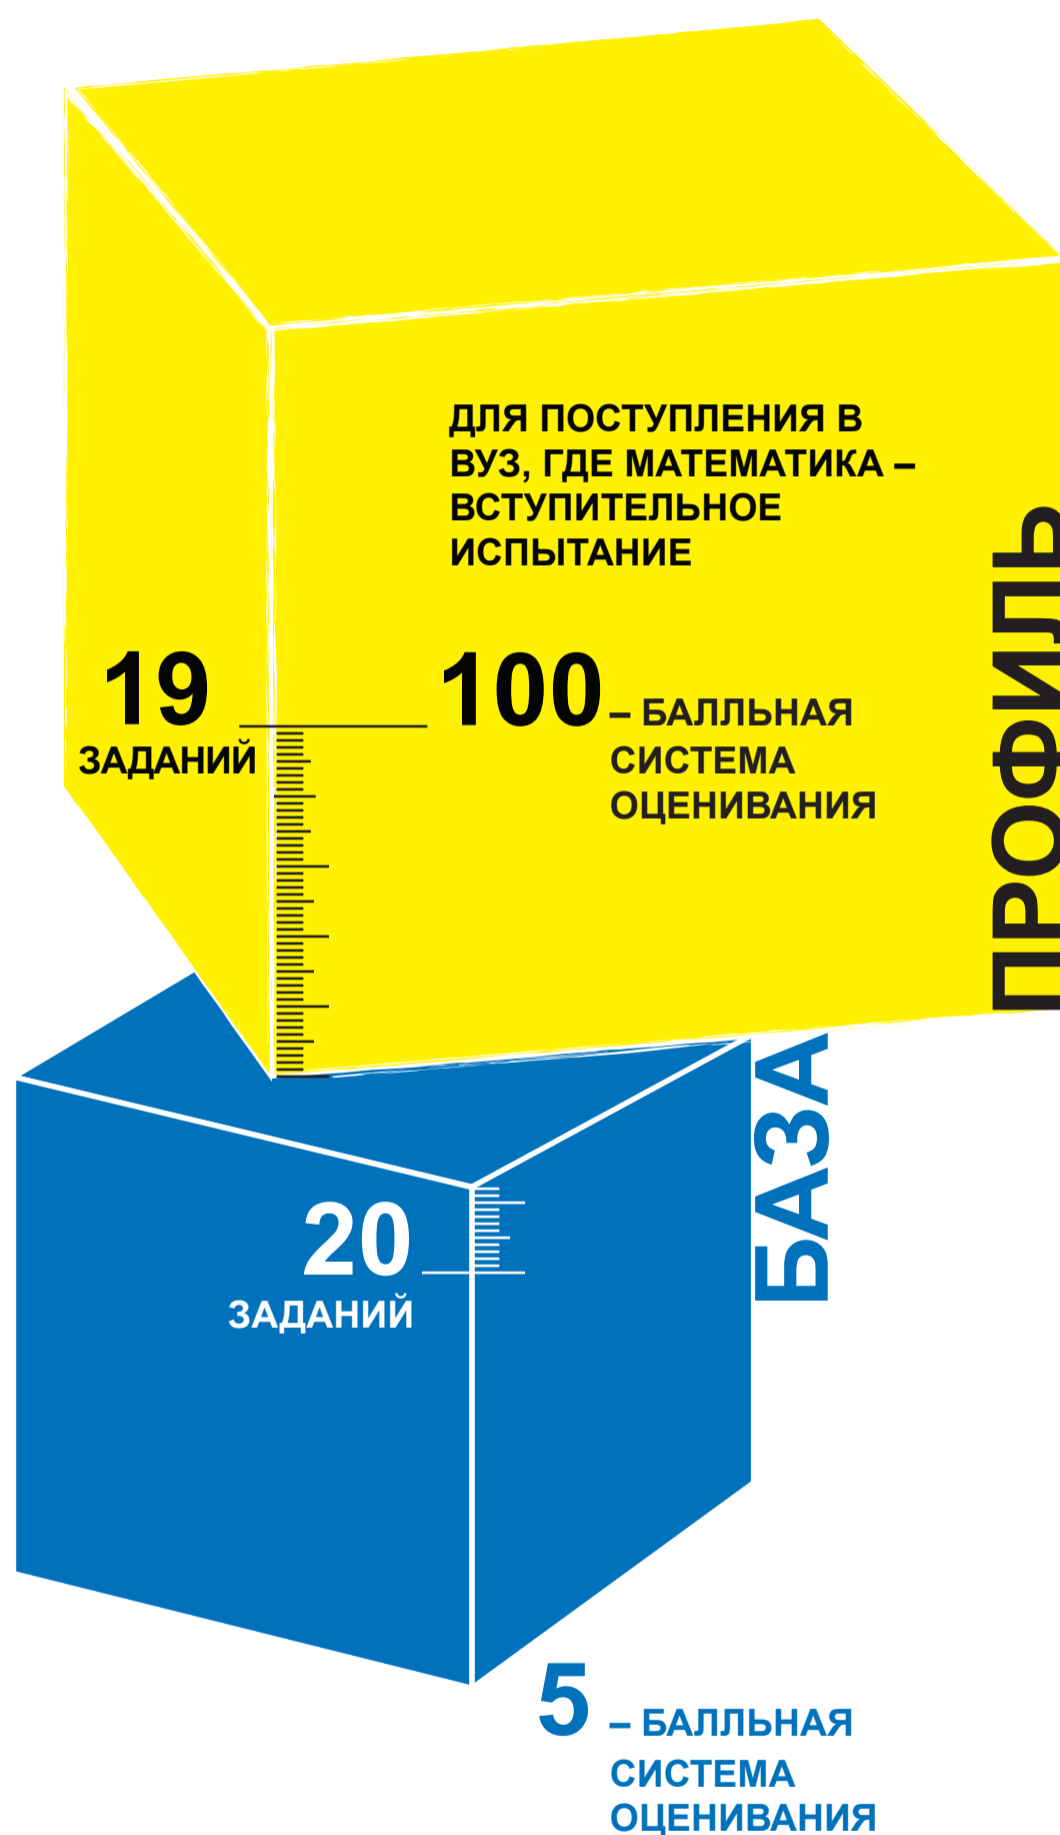 ДЛЯ ПОСТУПЛЕНИЯ В
ВУЗ, ГДЕ МАТЕМАТИКА –
ВСТУПИТЕЛЬНОЕ
ИСПЫТАНИЕ
ПРОФИЛЬ
19
ЗАДАНИЙ
100 – БАЛЛЬНАЯ
СИСТЕМА
ОЦЕНИВАНИЯ
БАЗА
20
ЗАДАНИЙ
5 – БАЛЛЬНАЯ
СИСТЕМА
ОЦЕНИВАНИЯ